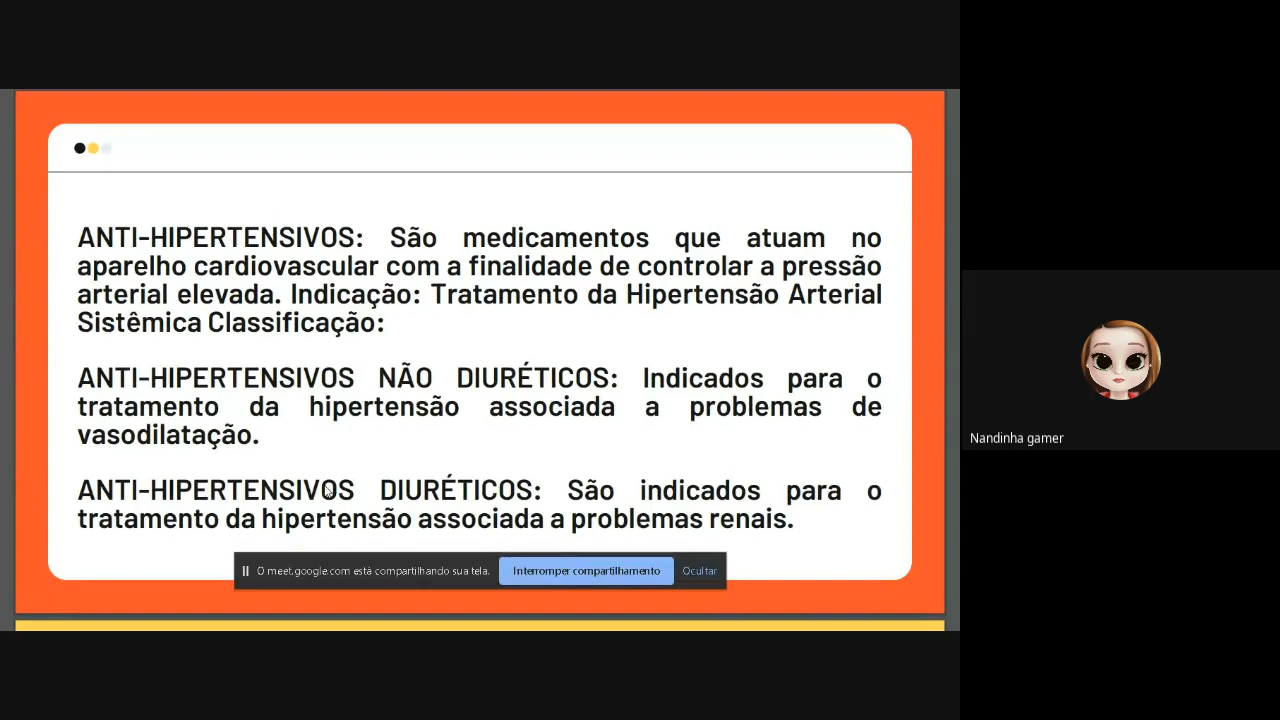 ANTI-HIPERTENSIVOS: São medicamentos que atuam no
aparelho cardiovascular com a finalidade de controlar a pressão
arterial elevada. Indicação: Tratamento da Hipertensão Arterial
Sistêmica Classificação:
ANTI-HIPERTENSIVOS NÃO DIURÉTICOS: Indicados para o
tratamento da hipertensão associada a problemas de
vasodilatação.
ANTI-HIPERTENSIVOS DIURÉTICOS: São indicados para o
tratamento da hipertensão associada a problemas renais.
O meet.google.com está compartilhando sua tela. Interromper compartilhamento Ocultar
Nandinha gamer